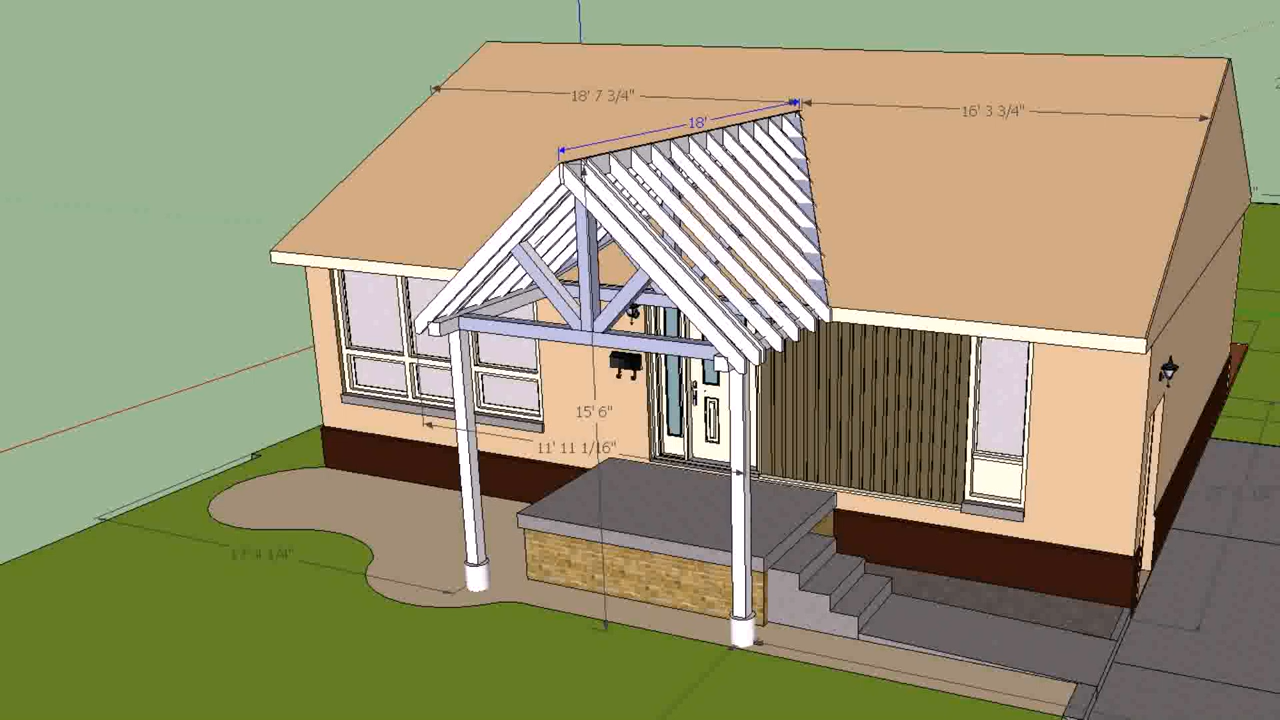 18' 7 3/4"
16' 3 3/4"
18'
15' 6"
11' 11 1/16"